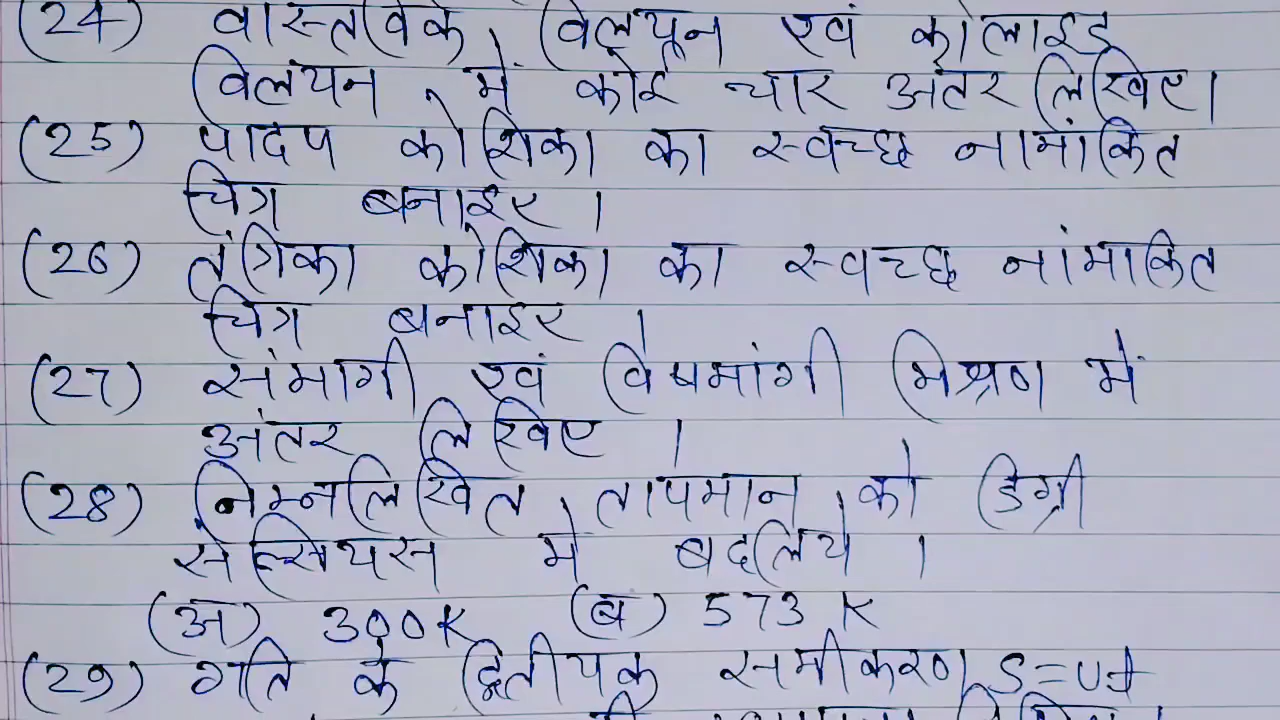 (24) वास्तविक विलयन एवं कोलाइड
विलयन में कोई चार अंतर लिखिए।
(25) पादप कोशिका का स्वच्छ नामांकित
चित्र बनाइए।
(26) तंत्रिका कोशिका का स्वच्छ नांमाकित
चित्र बनाइए।
(27) संमागी एवं विषमांगी मिश्रण में
अंतर लिखिए।
(28) निम्नलिखित तापमान को डिग्री
सेल्सियस में बदलिये।
(अ) 300K (ब) 573 K
(29) गति के द्वितीयक समीकरण S=ut